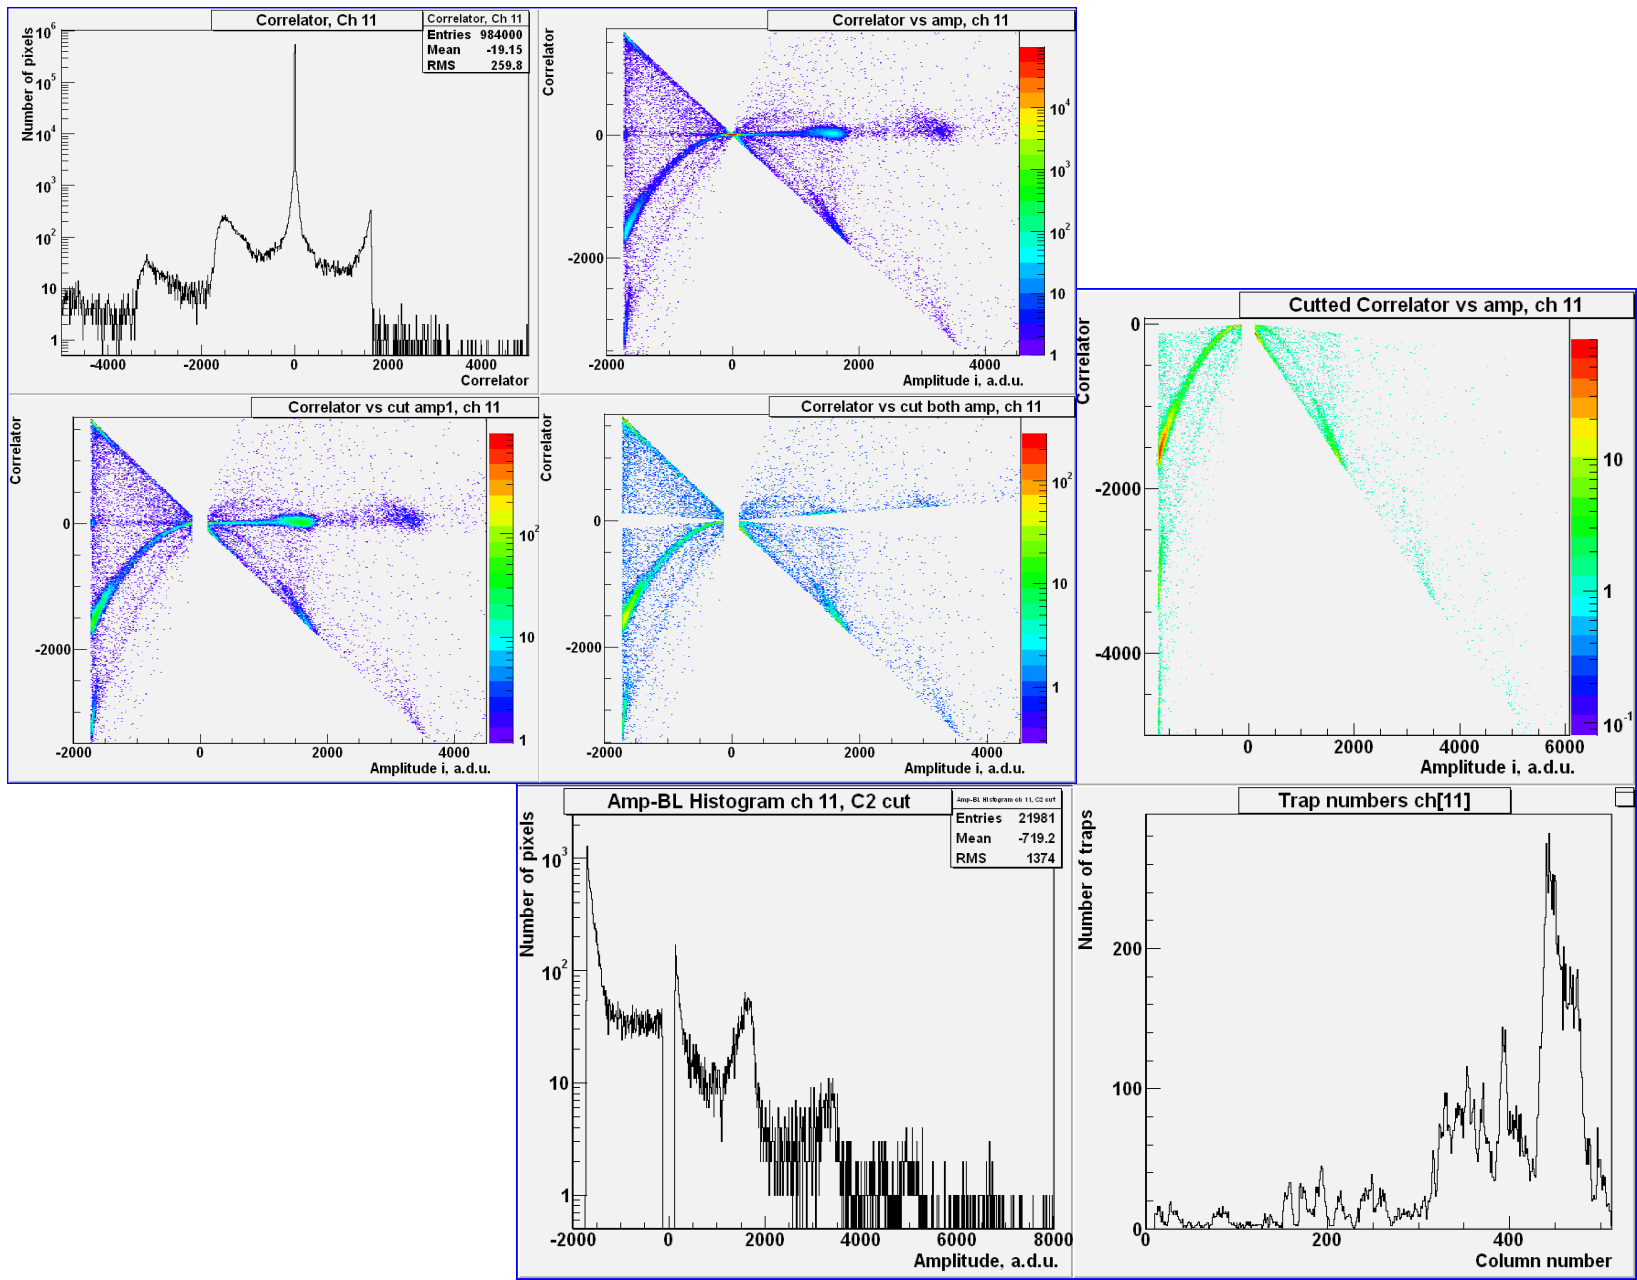 Correlator, Ch 11
Correlator, Ch 11
Entries 984000
Mean -19.15
RMS 259.8
Number of pixels
10^6
10^5
10^4
10^3
10^2
10
1
-4000 -2000 0 2000 4000
Correlator
Correlator vs amp, ch 11
Correlator
0
-2000
-2000 0 2000 4000
Amplitude i, a.d.u.
10^4
10^3
10^2
10
1
Correlator vs cut amp1, ch 11
Correlator
0
-2000
-2000 0 2000 4000
Amplitude i, a.d.u.
10^2
10
1
Correlator vs cut both amp, ch 11
Correlator
0
-2000
-2000 0 2000 4000
Amplitude i, a.d.u.
10^2
10
1
Cutted Correlator vs amp, ch 11
Correlator
0
-2000
-4000
0 2000 4000 6000
Amplitude i, a.d.u.
10
1
10^-1
Amp-BL Histogram ch 11, C2 cut
Amp-BL Histogram ch 11, C2 cut
Entries 21981
Mean -719.2
RMS 1374
Number of pixels
10^3
10^2
10
1
-2000 0 2000 4000 6000 8000
Amplitude, a.d.u.
Trap numbers ch[11]
Number of traps
200
100
0
0 200 400
Column number